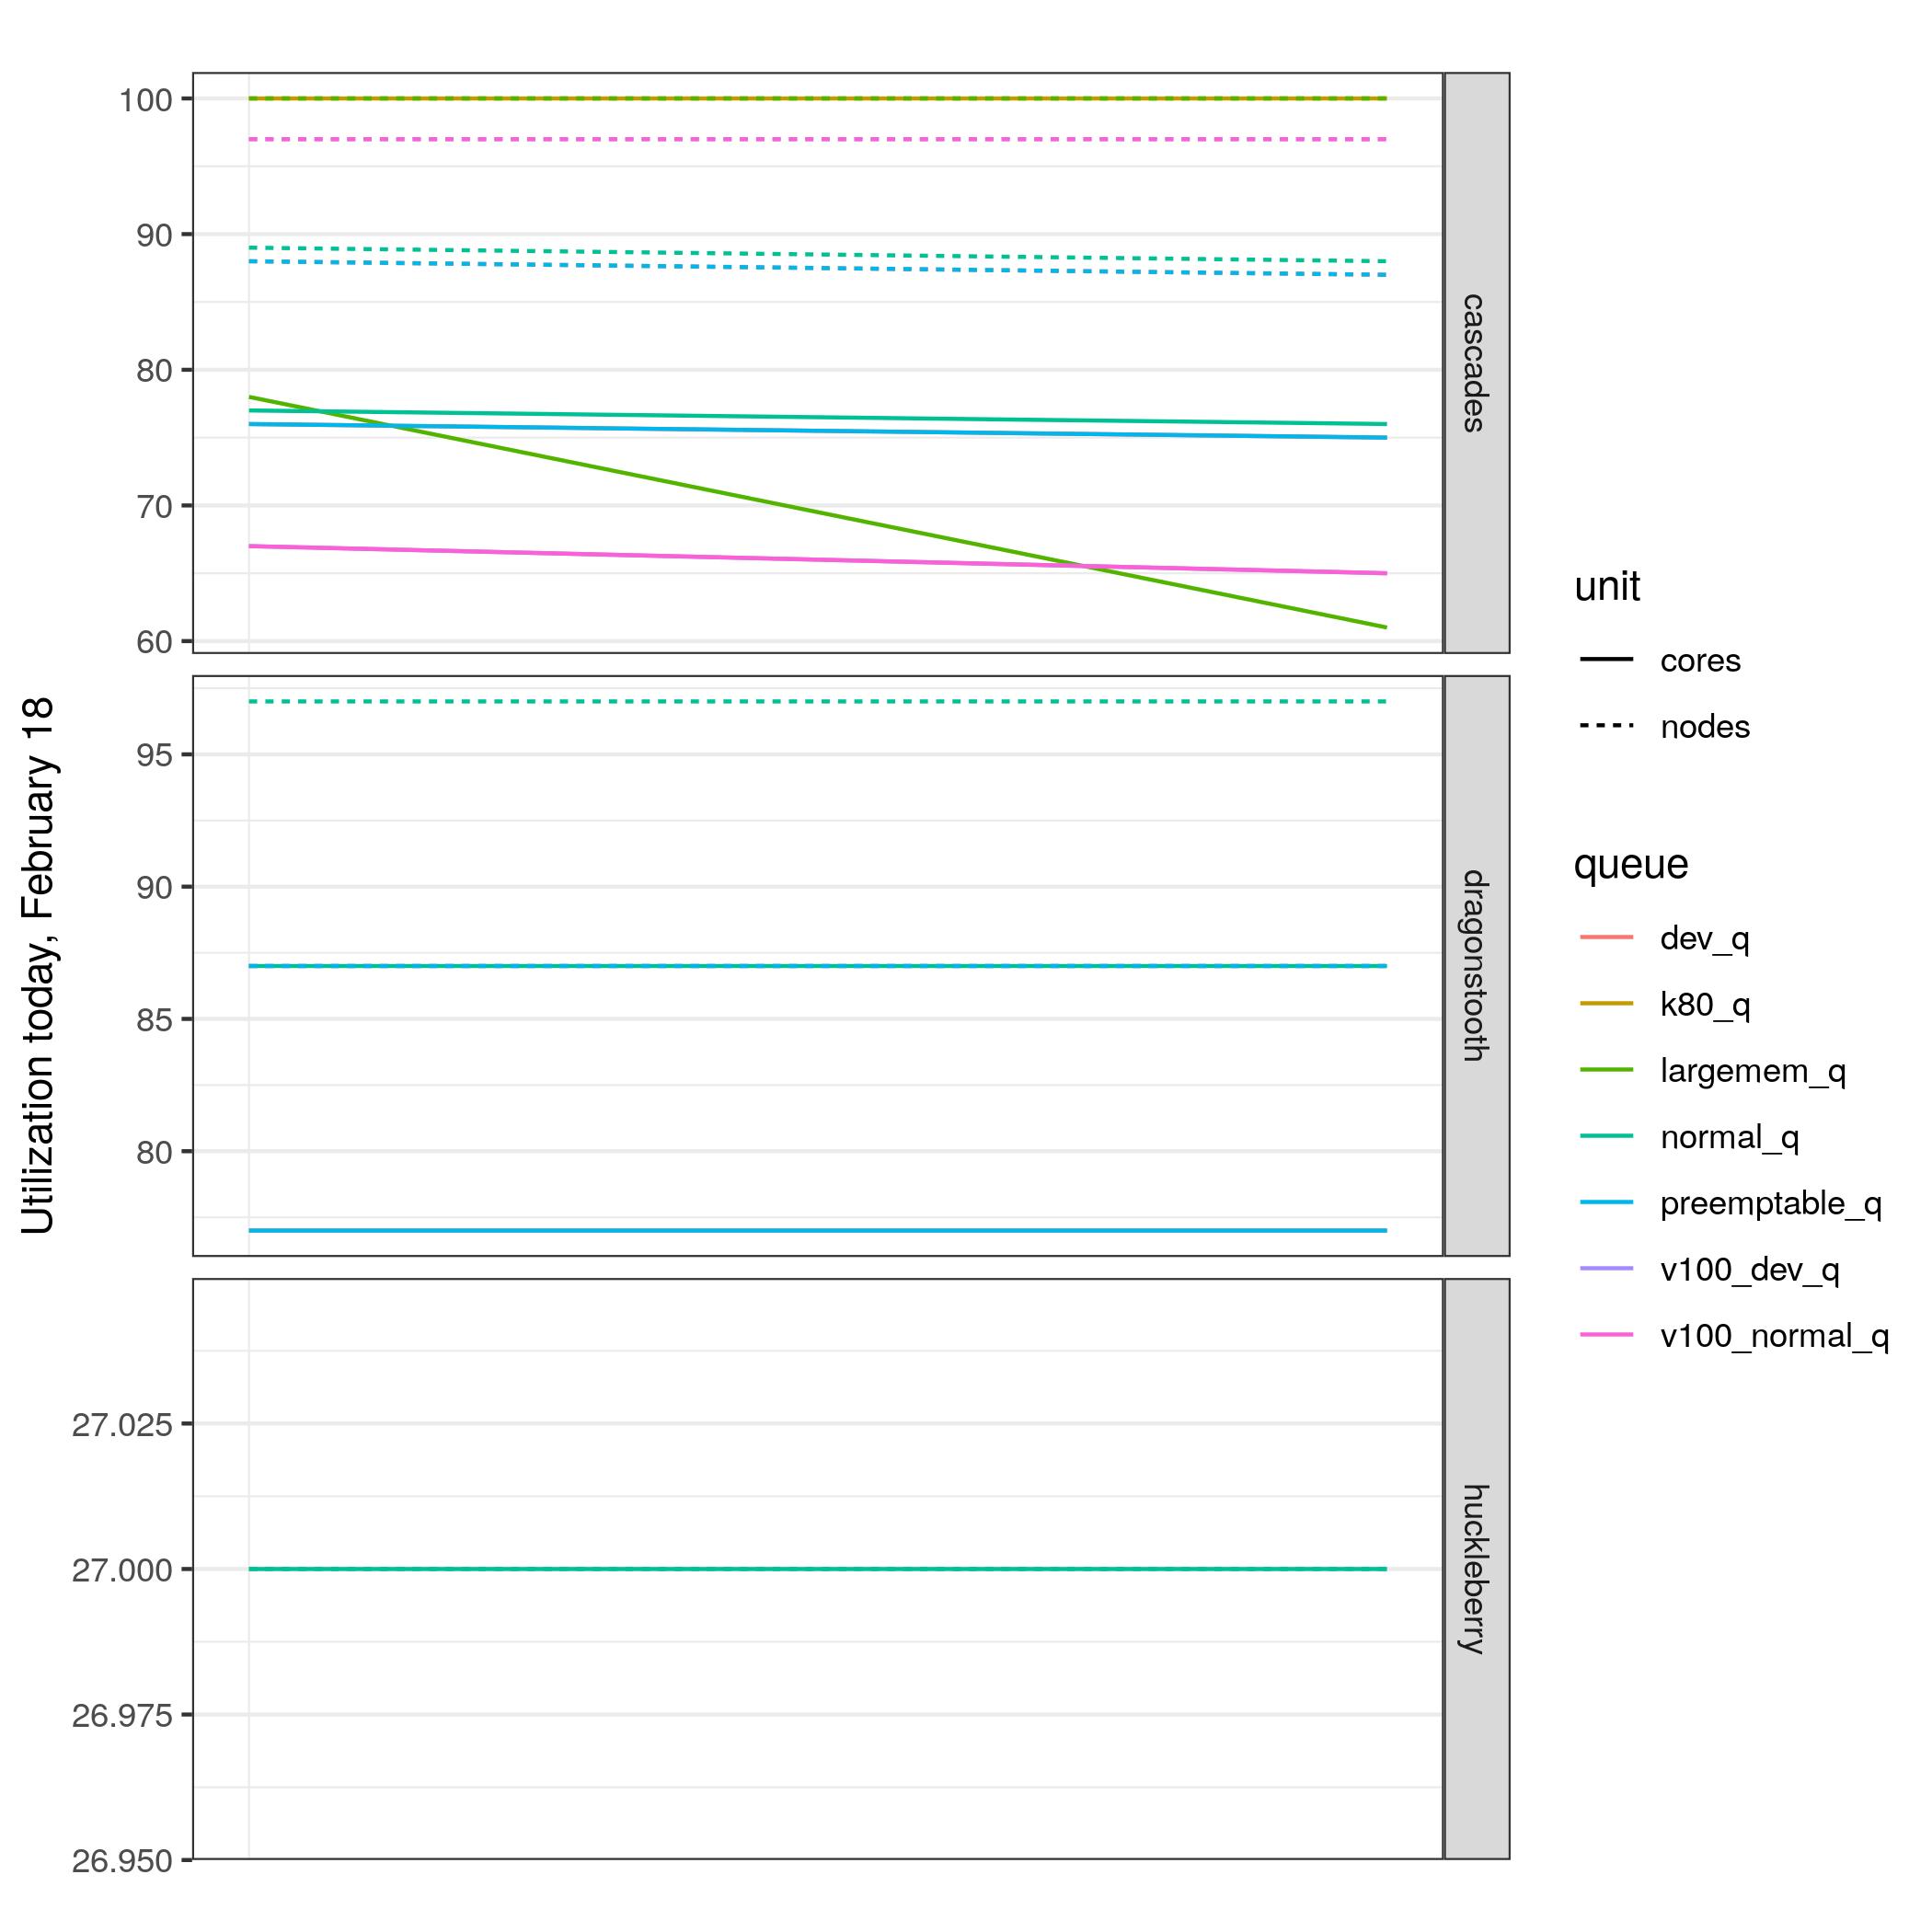 Utilization today, February 18
100
90
80
70
60
cascades
95
90
85
80
dragonstooth
27.025
27.000
26.975
26.950
huckleberry
unit
cores
nodes
queue
dev_q
k80_q
largemem_q
normal_q
preemptable_q
v100_dev_q
v100_normal_q